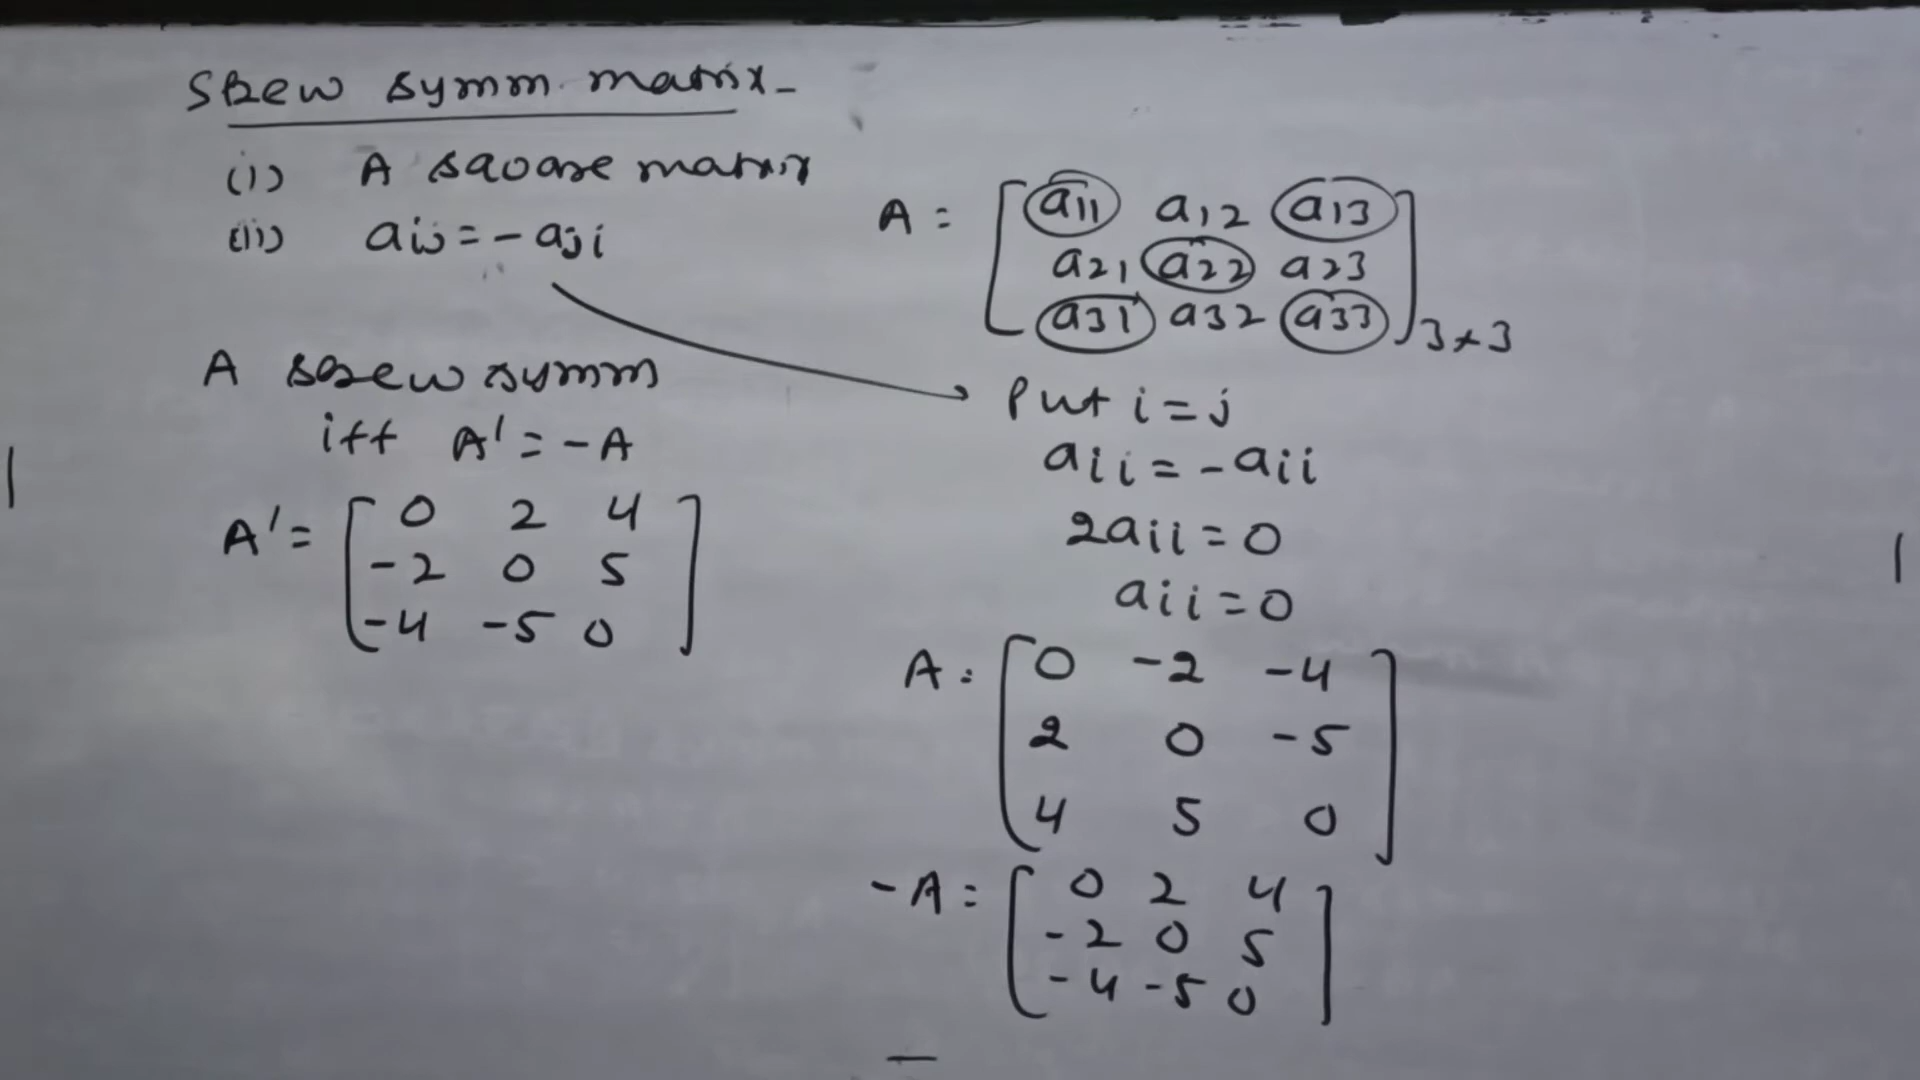 Skew symm. matrix -
(i) A square matrix
(ii) aij = - aji
A skew symm
iff A' = - A
A' = [ 0 2 4
-2 0 5
-4 -5 0 ]
A = [ a11 a12 a13
a21 a22 a23
a31 a32 a33 ] 3×3
Put i = j
aii = - aii
2aii = 0
aii = 0
A = [ 0 -2 -4
2 0 -5
4 5 0 ]
-A = [ 0 2 4
-2 0 5
-4 -5 0 ]